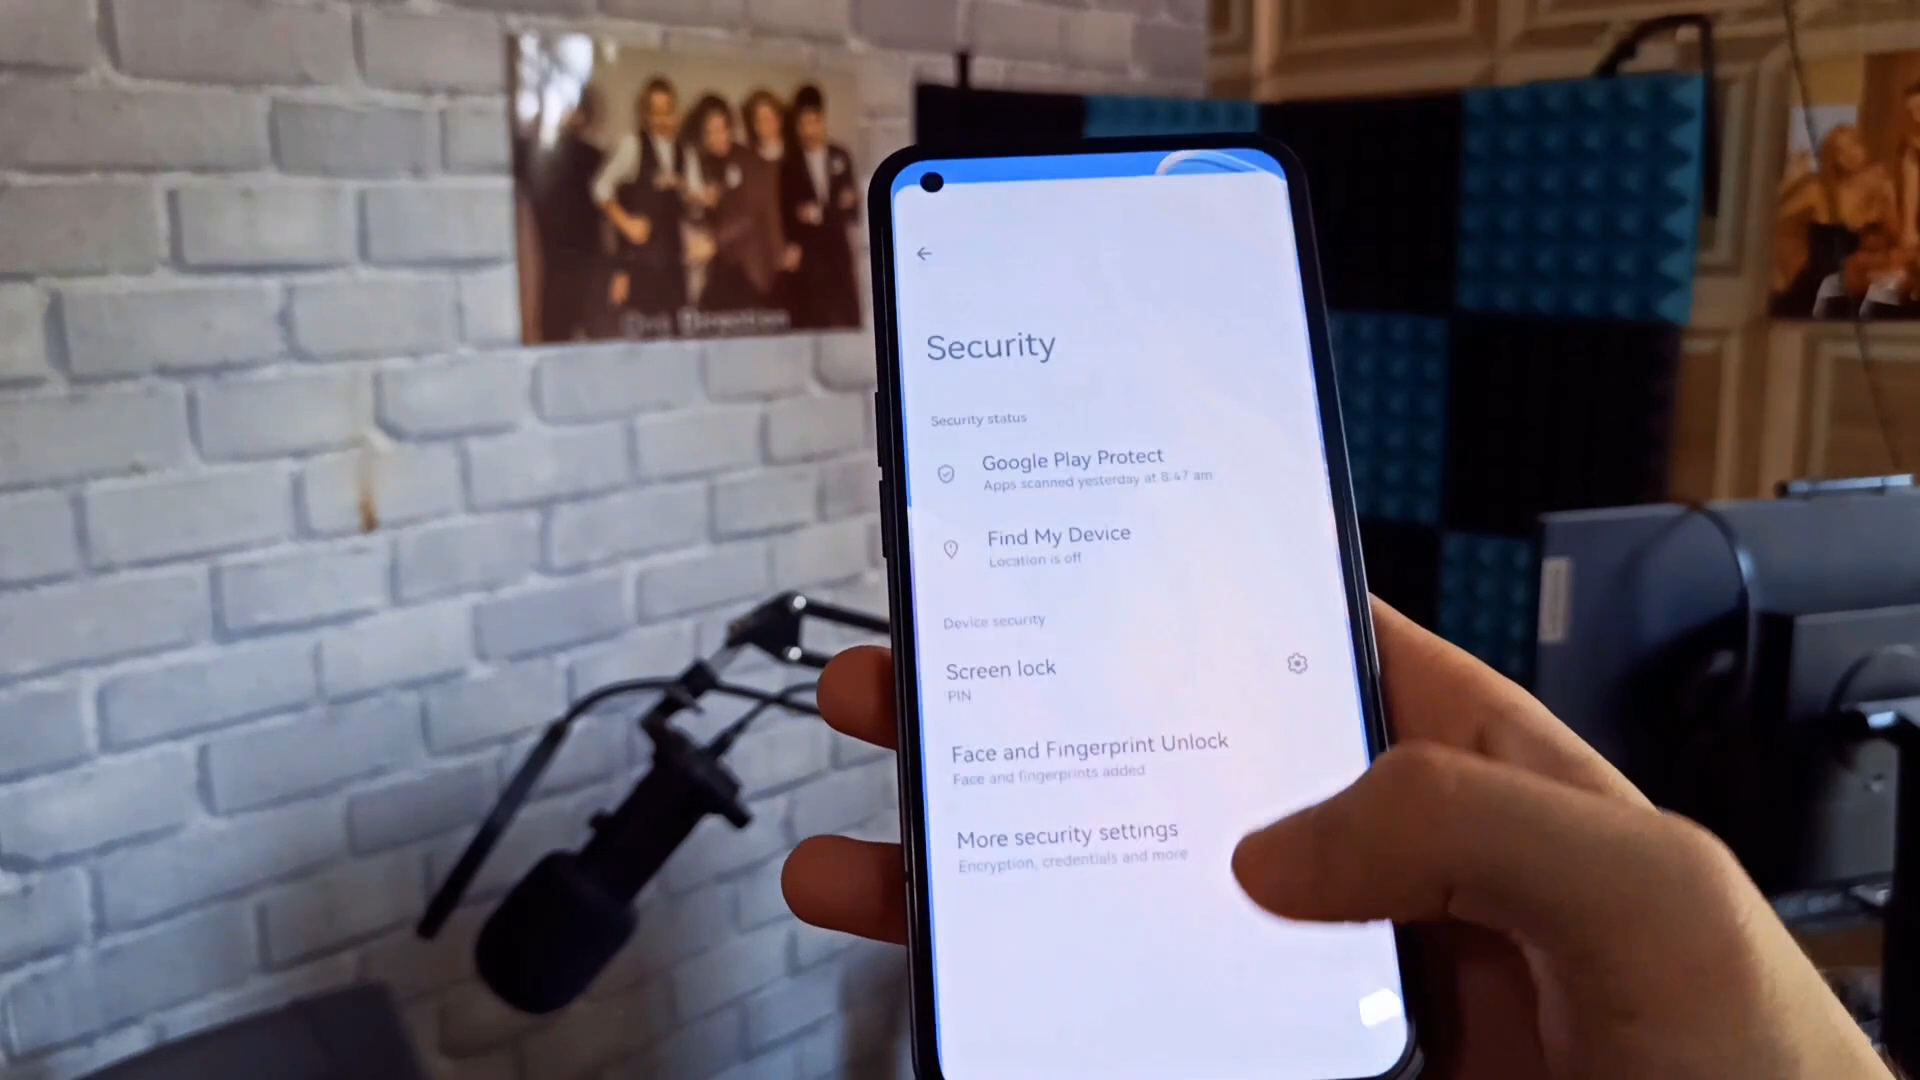 One Direction
Security
Security status
Google Play Protect
Apps scanned yesterday at 8:47 am
Find My Device
Location is off
Device security
Screen lock
PIN
Face and Fingerprint Unlock
Face and fingerprints added
More security settings
Encryption, credentials and more